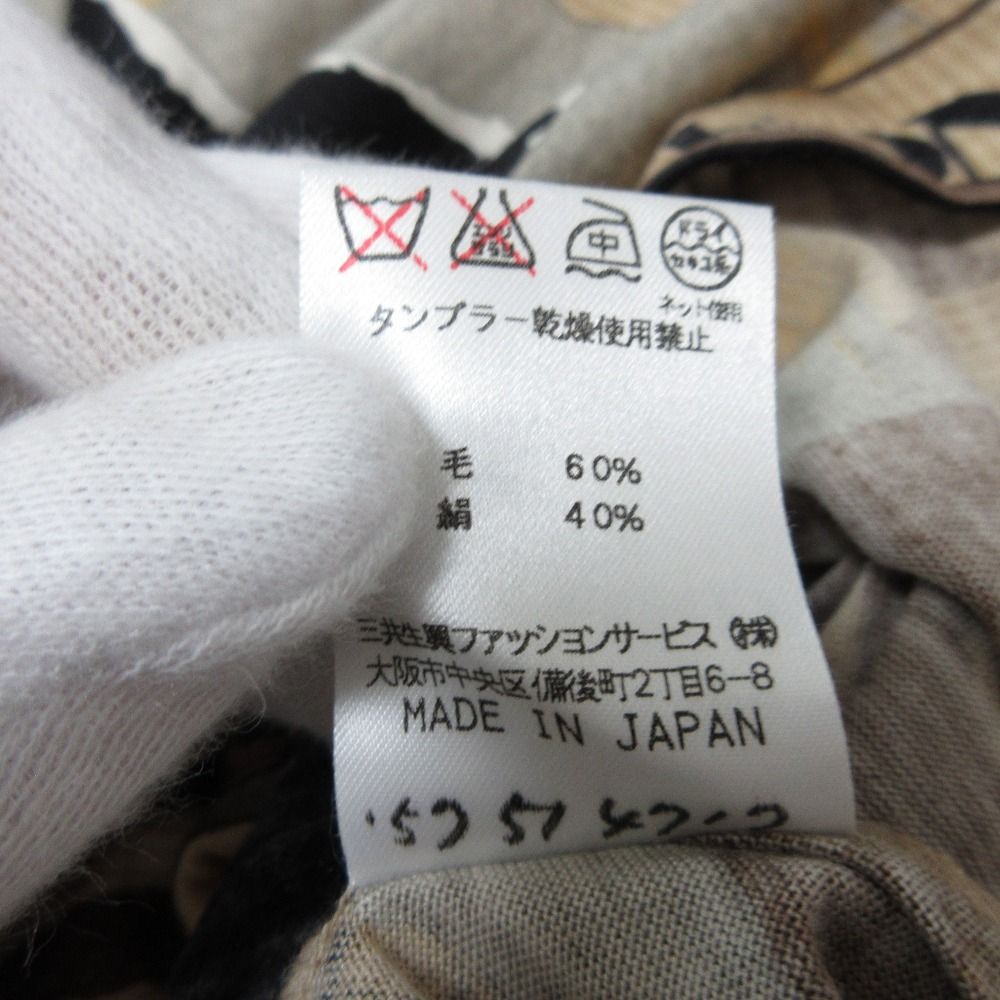 中
ドライ
セキユ系
ネット使用
タンブラー乾燥使用禁止
毛 60%
絹 40%
三共生興ファッションサービス ㈱
大阪市中央区備後町2丁目6-8
MADE IN JAPAN